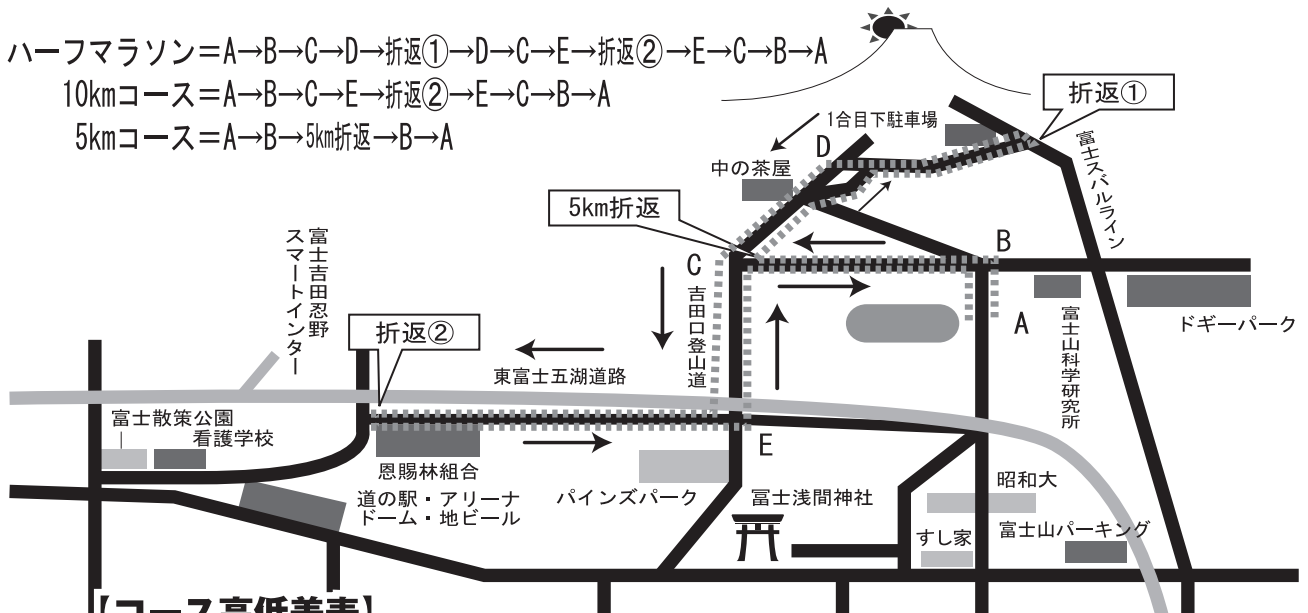 ハーフマラソン=A→B→C→D→折返①→D→C→E→折返②→E→C→B→A
10kmコース=A→B→C→E→折返②→E→C→B→A
5kmコース=A→B→5km折返→B→A
折返①
1合目下駐車場
D
中の茶屋
富士スバルライン
5km折返
B
C
富士吉田忍野
スマートインター
吉田口登山道
A
富士山科学研究所
ドギーパーク
折返②
東富士五湖道路
富士散策公園
看護学校
E
恩賜林組合
道の駅・アリーナ
ドーム・地ビール
パインズパーク
富士浅間神社
昭和大
すし家
富士山パーキング
【コース高低差表】